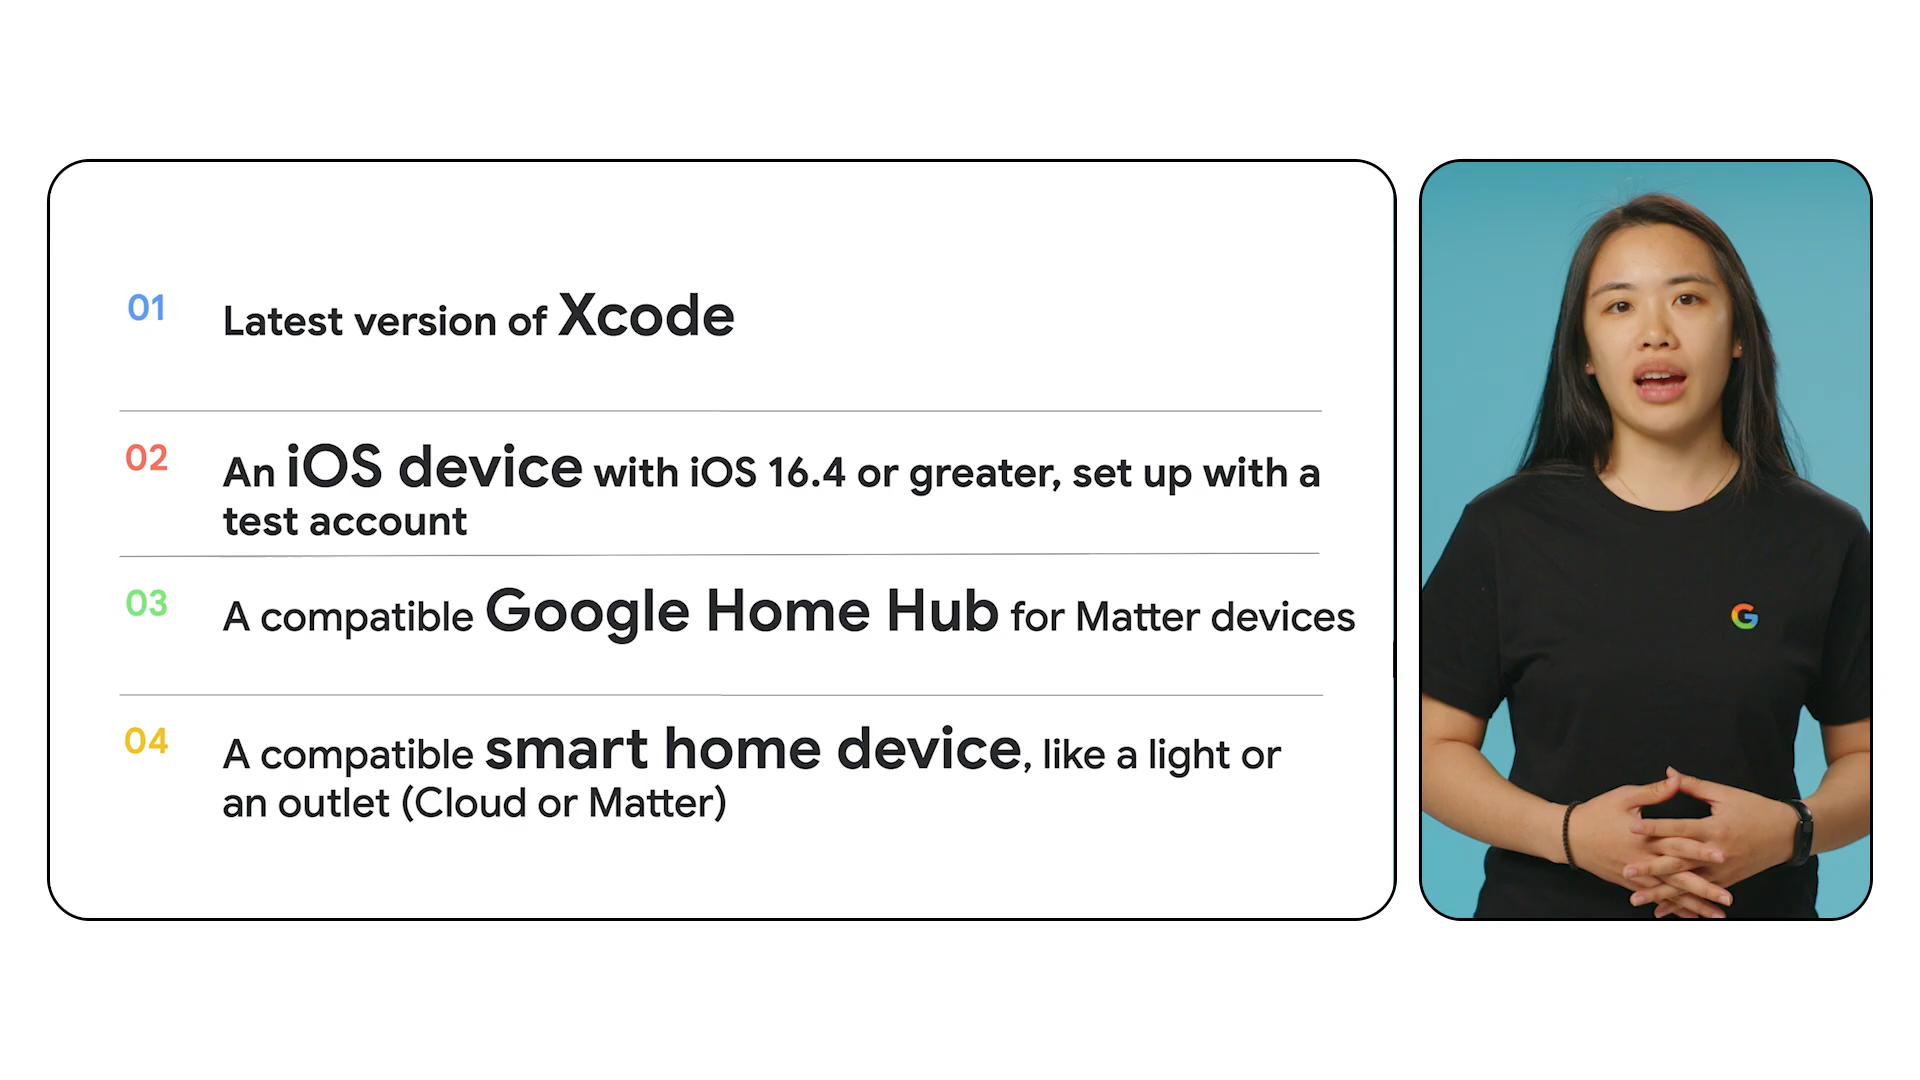 01
Latest version of Xcode
02
An iOS device with iOS 16.4 or greater, set up with a
test account
03
A compatible Google Home Hub for Matter devices
04
A compatible smart home device, like a light or
an outlet (Cloud or Matter)
G